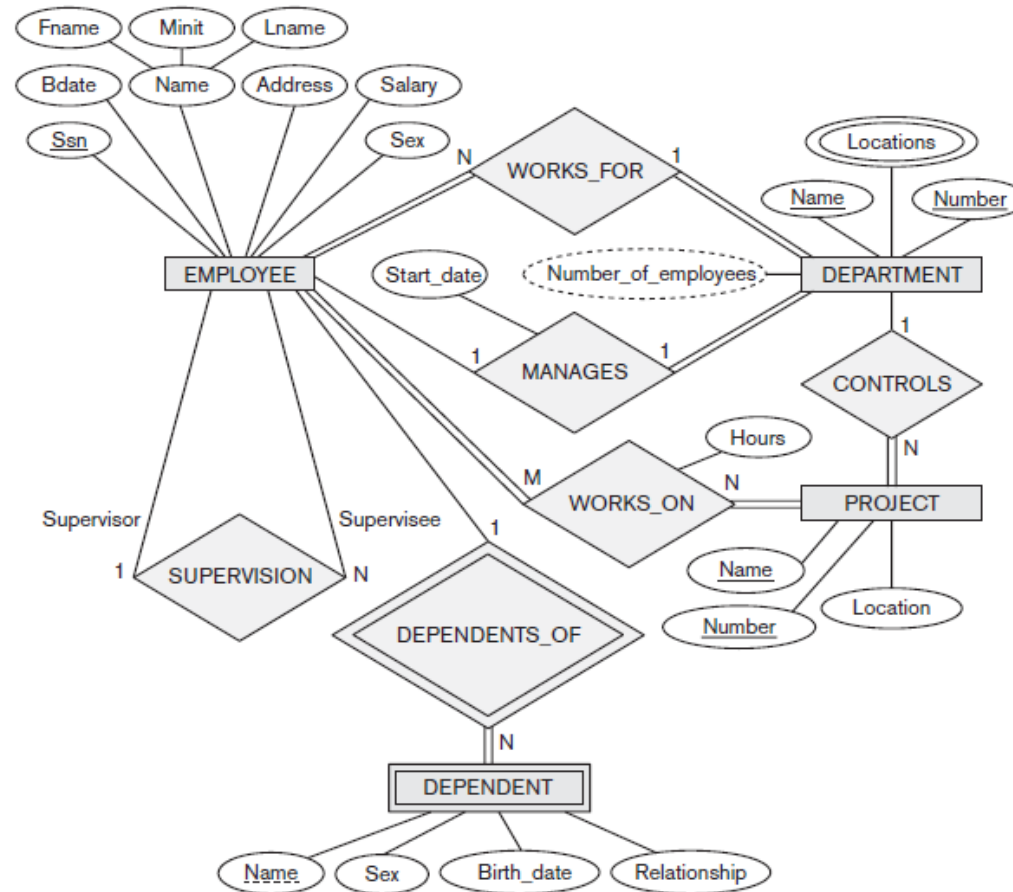 Fname Minit Lname
Bdate Name Address Salary
Ssn Sex
N WORKS_FOR 1
Locations
Name Number
EMPLOYEE Start_date Number_of_employees DEPARTMENT
1 MANAGES 1
1
CONTROLS
N
Hours
M WORKS_ON N
PROJECT
Supervisor Supervisee
1 SUPERVISION N
1
Name
Number
Location
DEPENDENTS_OF
N
DEPENDENT
Name Sex Birth_date Relationship